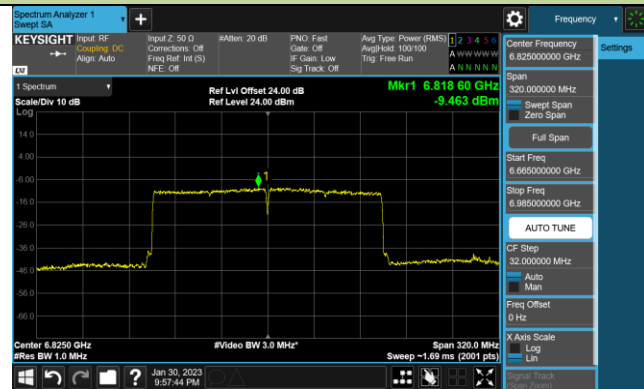 Spectrum Analyzer 1
Swept SA
Frequency
KEYSIGHT
Input: RF
Coupling: DC
Align: Auto
Input Z: 50 Ω
Corrections: Off
Freq Ref: Int (S)
NFE: Off
#Atten: 20 dB
PNO: Fast
Gate: Off
IF Gain: Low
Sig Track: Off
Avg Type: Power (RMS)
Avg|Hold: 100/100
Trig: Free Run
1 2 3 4 5 6
A W W W W W
A N N N N N
LXI
1 Spectrum
Scale/Div 10 dB
Log
Ref Lvl Offset 24.00 dB
Ref Level 24.00 dBm
Mkr1 6.818 60 GHz
-9.463 dBm
14.0
4.00
-6.00
-16.0
-26.0
-36.0
-46.0
-56.0
-66.0
1
Center 6.8250 GHz
#Res BW 1.0 MHz
#Video BW 3.0 MHz*
Span 320.0 MHz
Sweep ~1.69 ms (2001 pts)
Jan 30, 2023
9:57:44 PM
Center Frequency
6.825000000 GHz
Span
320.000000 MHz
Swept Span
Zero Span
Full Span
Start Freq
6.665000000 GHz
Stop Freq
6.985000000 GHz
AUTO TUNE
CF Step
32.000000 MHz
Auto
Man
Freq Offset
0 Hz
X Axis Scale
Log
Lin
Signal Track
(Span Zoom)
Settings